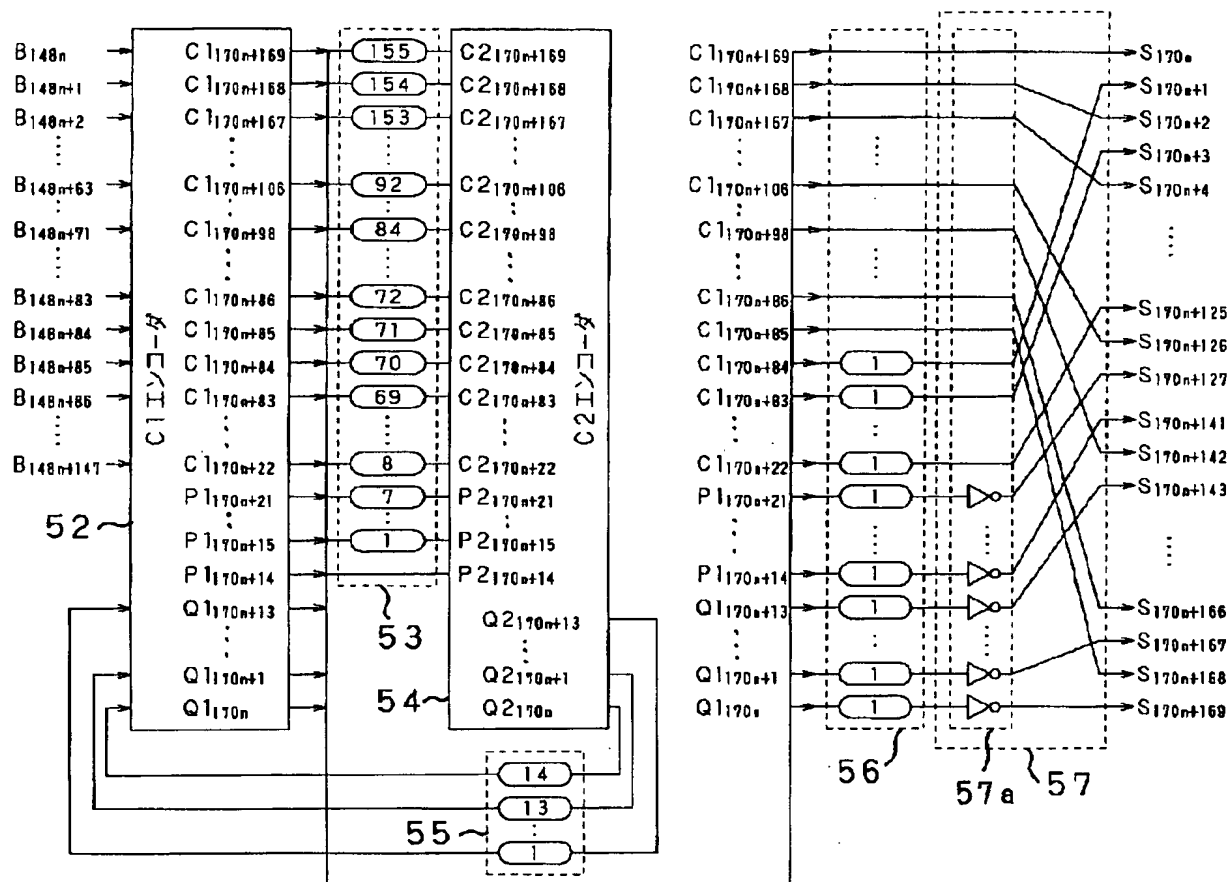 B148n C1170n+169 155 C2170n+169 C1170n+169 S170n
B148n+1 C1170n+168 154 C2170n+168 C1170n+168 S170n+1
B148n+2 C1170n+167 153 C2170n+167 C1170n+167 S170n+2
S170n+3
B148n+63 C1170n+106 92 C2170n+106 C1170n+106 S170n+4
B148n+71 C1170n+98 84 C2170n+98 C1170n+98
B148n+83 C1170n+86 72 C2170n+86 C1170n+86 S170n+125
B148n+84 C1170n+85 71 C2170n+85 C1170n+85 S170n+126
B148n+85 C1170n+84 70 C2170n+84 C1170n+84 1 S170n+127
B148n+86 C1170n+83 69 C2170n+83 C1170n+83 1 S170n+141
B148n+147 C1170n+22 8 C2170n+22 C1170n+22 1 S170n+142
P1170n+21 7 P2170n+21 P1170n+21 1 S170n+143
P1170n+15 1 P2170n+15
P1170n+14 P2170n+14 P1170n+14 1
Q2170n+13 Q1170n+13 1 S170n+166
S170n+167
Q1170n+1 Q2170n+1 Q1170n+1 1 S170n+168
Q1170n Q2170n Q1170n 1 S170n+169
C1エンコーダ
C2エンコーダ
52
53
54
14
13
1
55
56
57a
57